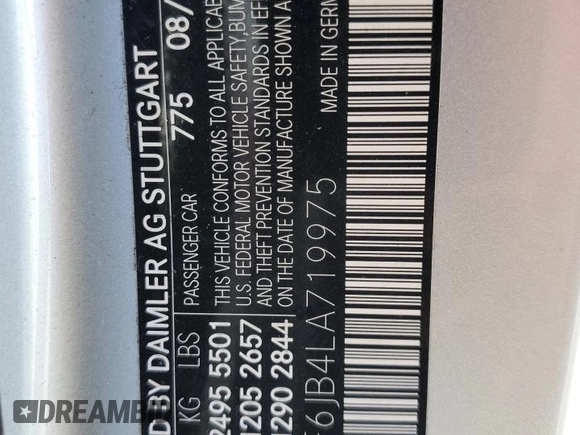 D BY DAIMLER AG STUTTGART
775 08/
KG LBS PASSENGER CAR
2495 5501
1205 2657
1290 2844
THIS VEHICLE CONFORMS TO ALL APPLICABLE
U.S. FEDERAL MOTOR VEHICLE SAFETY, BUM
AND THEFT PREVENTION STANDARDS IN EF
ON THE DATE OF MANUFACTURE SHOWN A
MADE IN GER
6JB4LA719975
DREAMB